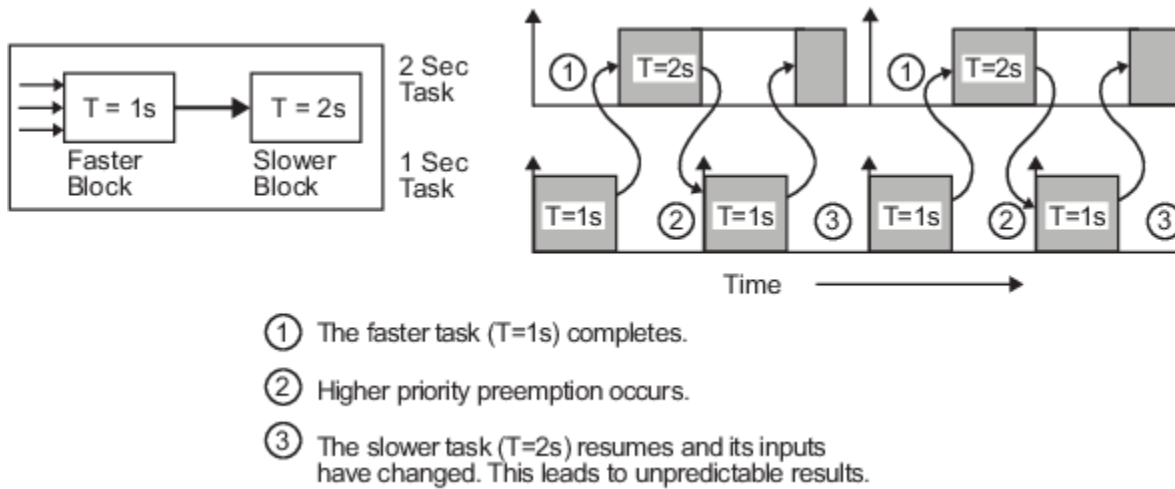 T = 1s
T = 2s
Faster
Block
Slower
Block
2 Sec
Task
1 Sec
Task
1
T=2s
1
T=2s
T=1s
2
T=1s
3
T=1s
2
T=1s
3
Time
1 The faster task (T=1s) completes.
2 Higher priority preemption occurs.
3 The slower task (T=2s) resumes and its inputs
have changed. This leads to unpredictable results.